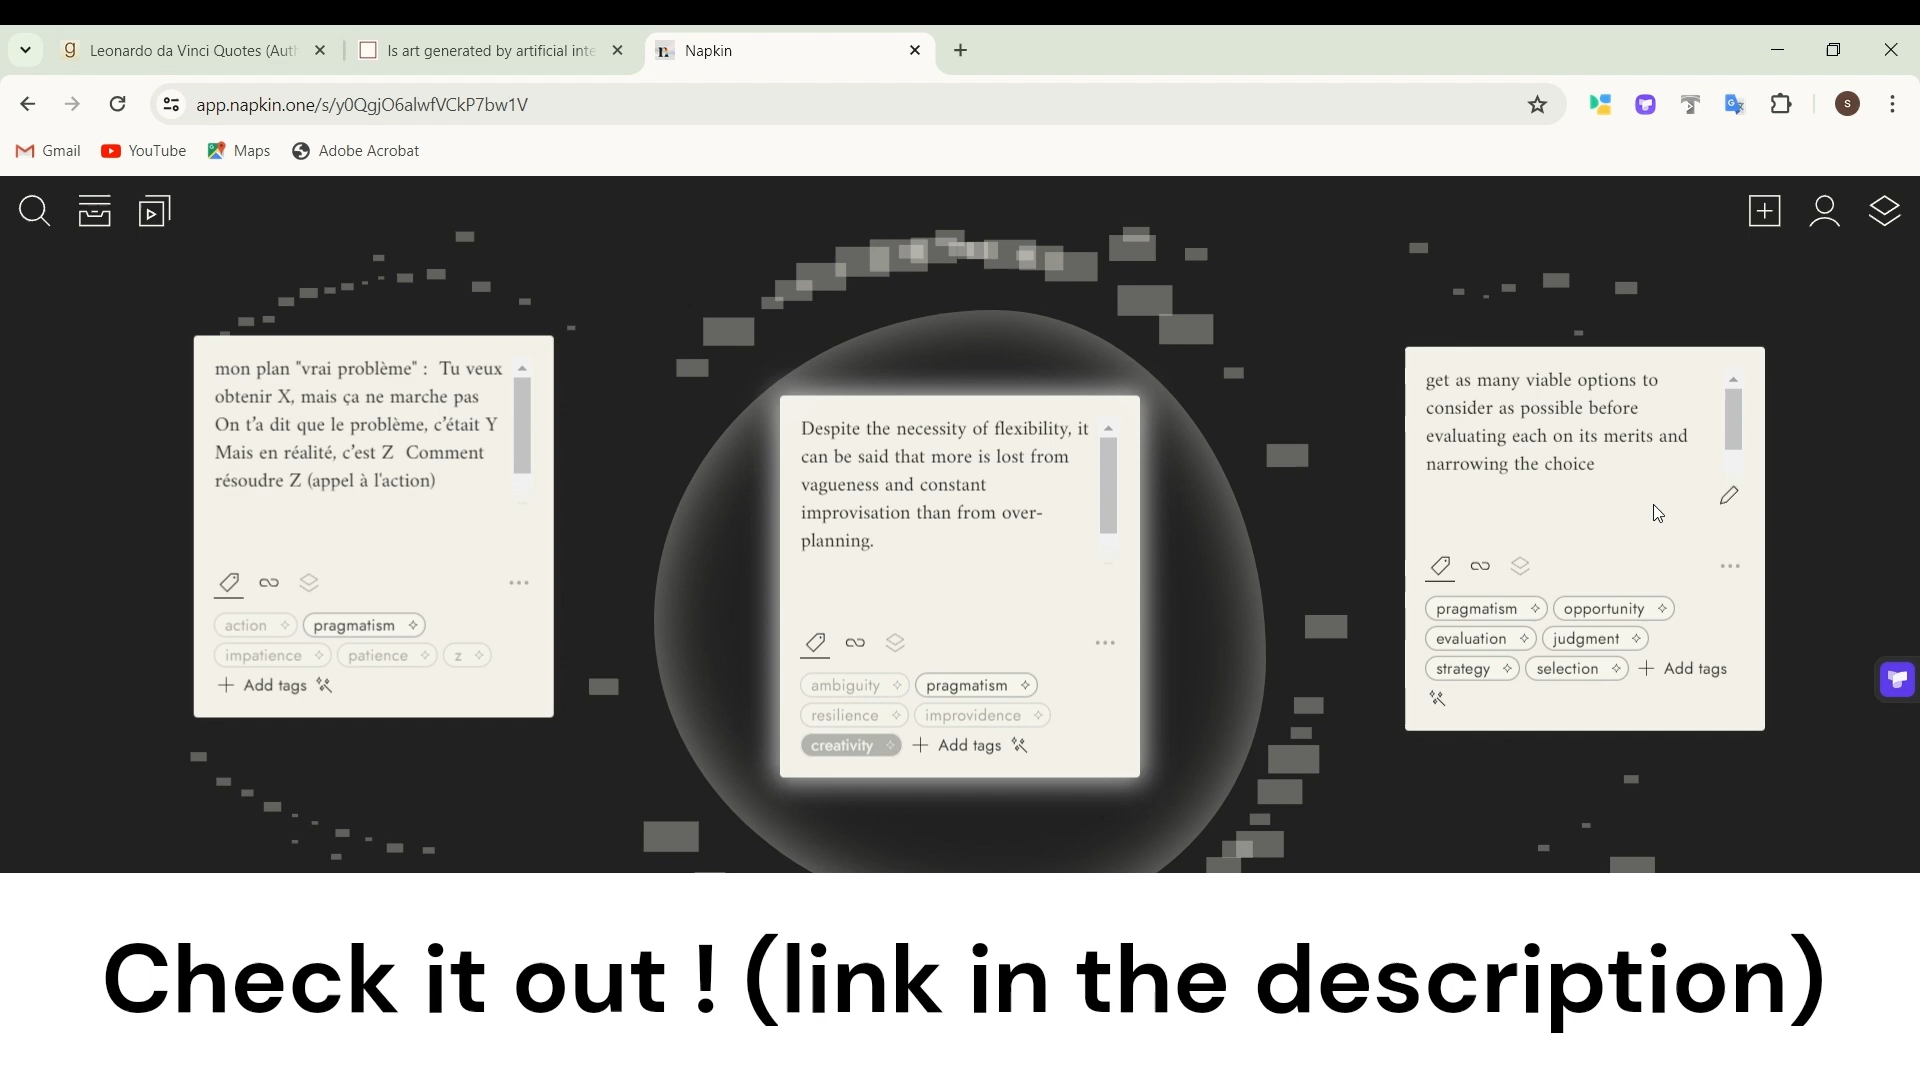 Leonardo da Vinci Quotes (Auth
Is art generated by artificial inte
Napkin
app.napkin.one/s/y0QgjO6alwfVCkP7bw1V
S
Gmail
YouTube
Maps
Adobe Acrobat
mon plan "vrai problème" : Tu veux
obtenir X, mais ça ne marche pas
On t'a dit que le problème, c'était Y
Mais en réalité, c'est Z Comment
résoudre Z (appel à l'action)
action
pragmatism
impatience
patience
z
Add tags
Despite the necessity of flexibility, it
can be said that more is lost from
vagueness and constant
improvisation than from over-
planning.
ambiguity
pragmatism
resilience
improvidence
creativity
Add tags
get as many viable options to
consider as possible before
evaluating each on its merits and
narrowing the choice
pragmatism
opportunity
evaluation
judgment
strategy
selection
Add tags
Check it out ! (link in the description)